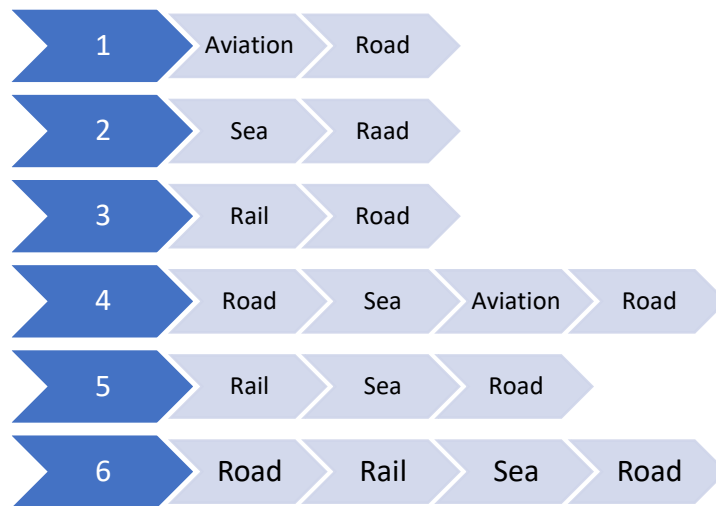 1 Aviation Road
2 Sea Raad
3 Rail Road
4 Road Sea Aviation Road
5 Rail Sea Road
6 Road Rail Sea Road